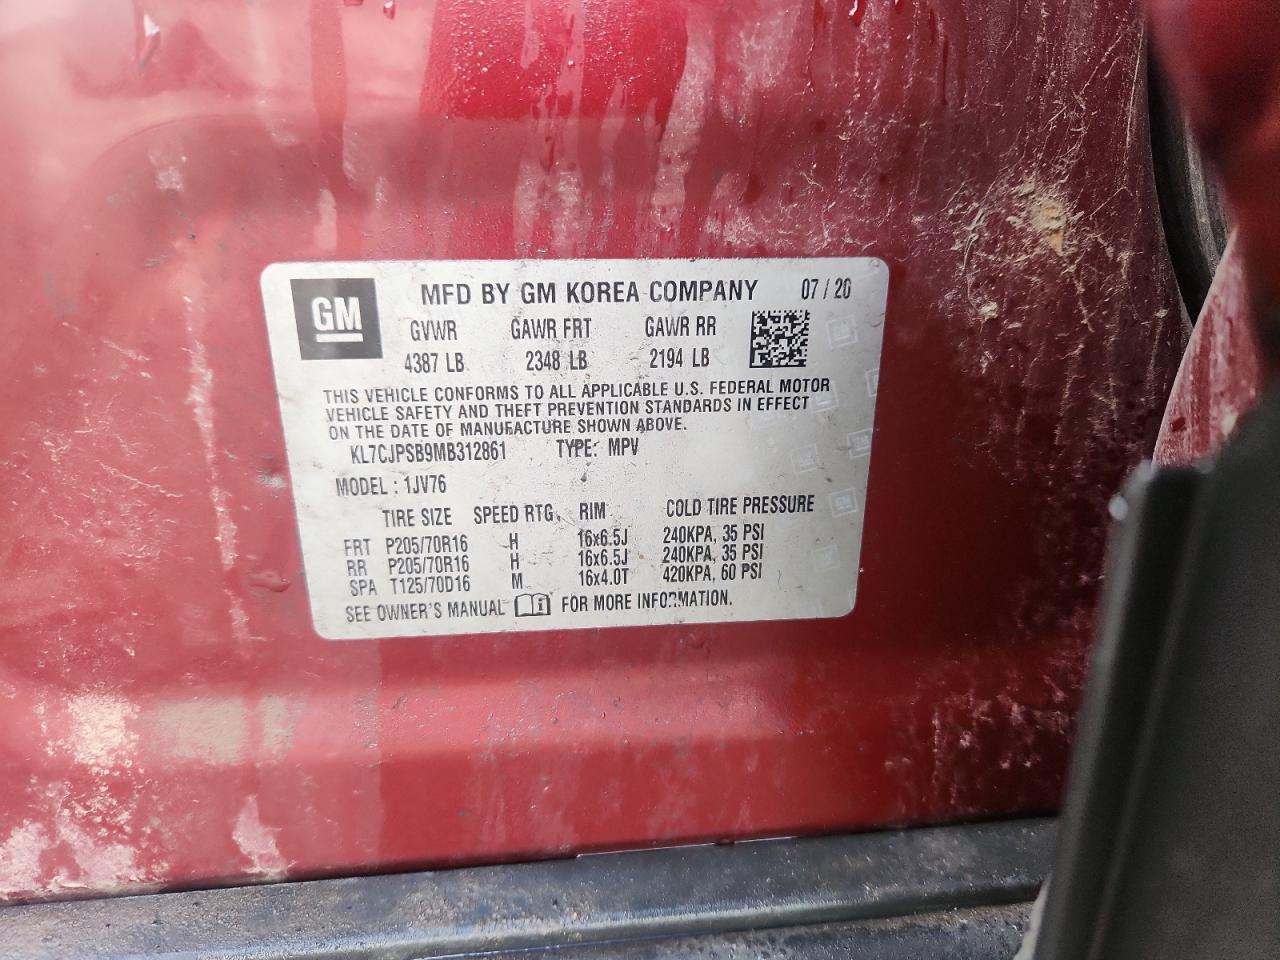 GM MFD BY GM KOREA COMPANY 07 / 20
GVWR GAWR FRT GAWR RR
4387 LB 2348 LB 2194 LB
THIS VEHICLE CONFORMS TO ALL APPLICABLE U.S. FEDERAL MOTOR
VEHICLE SAFETY AND THEFT PREVENTION STANDARDS IN EFFECT
ON THE DATE OF MANUFACTURE SHOWN ABOVE.
KL7CJPSB9MB312861 TYPE: MPV
MODEL : 1JV76
TIRE SIZE SPEED RTG RIM COLD TIRE PRESSURE
FRT P205/70R16 H 16x6.5J 240KPA, 35 PSI
RR P205/70R16 H 16x6.5J 240KPA, 35 PSI
SPA T125/70D16 M 16x4.0T 420KPA, 60 PSI
SEE OWNER'S MANUAL FOR MORE INFORMATION.